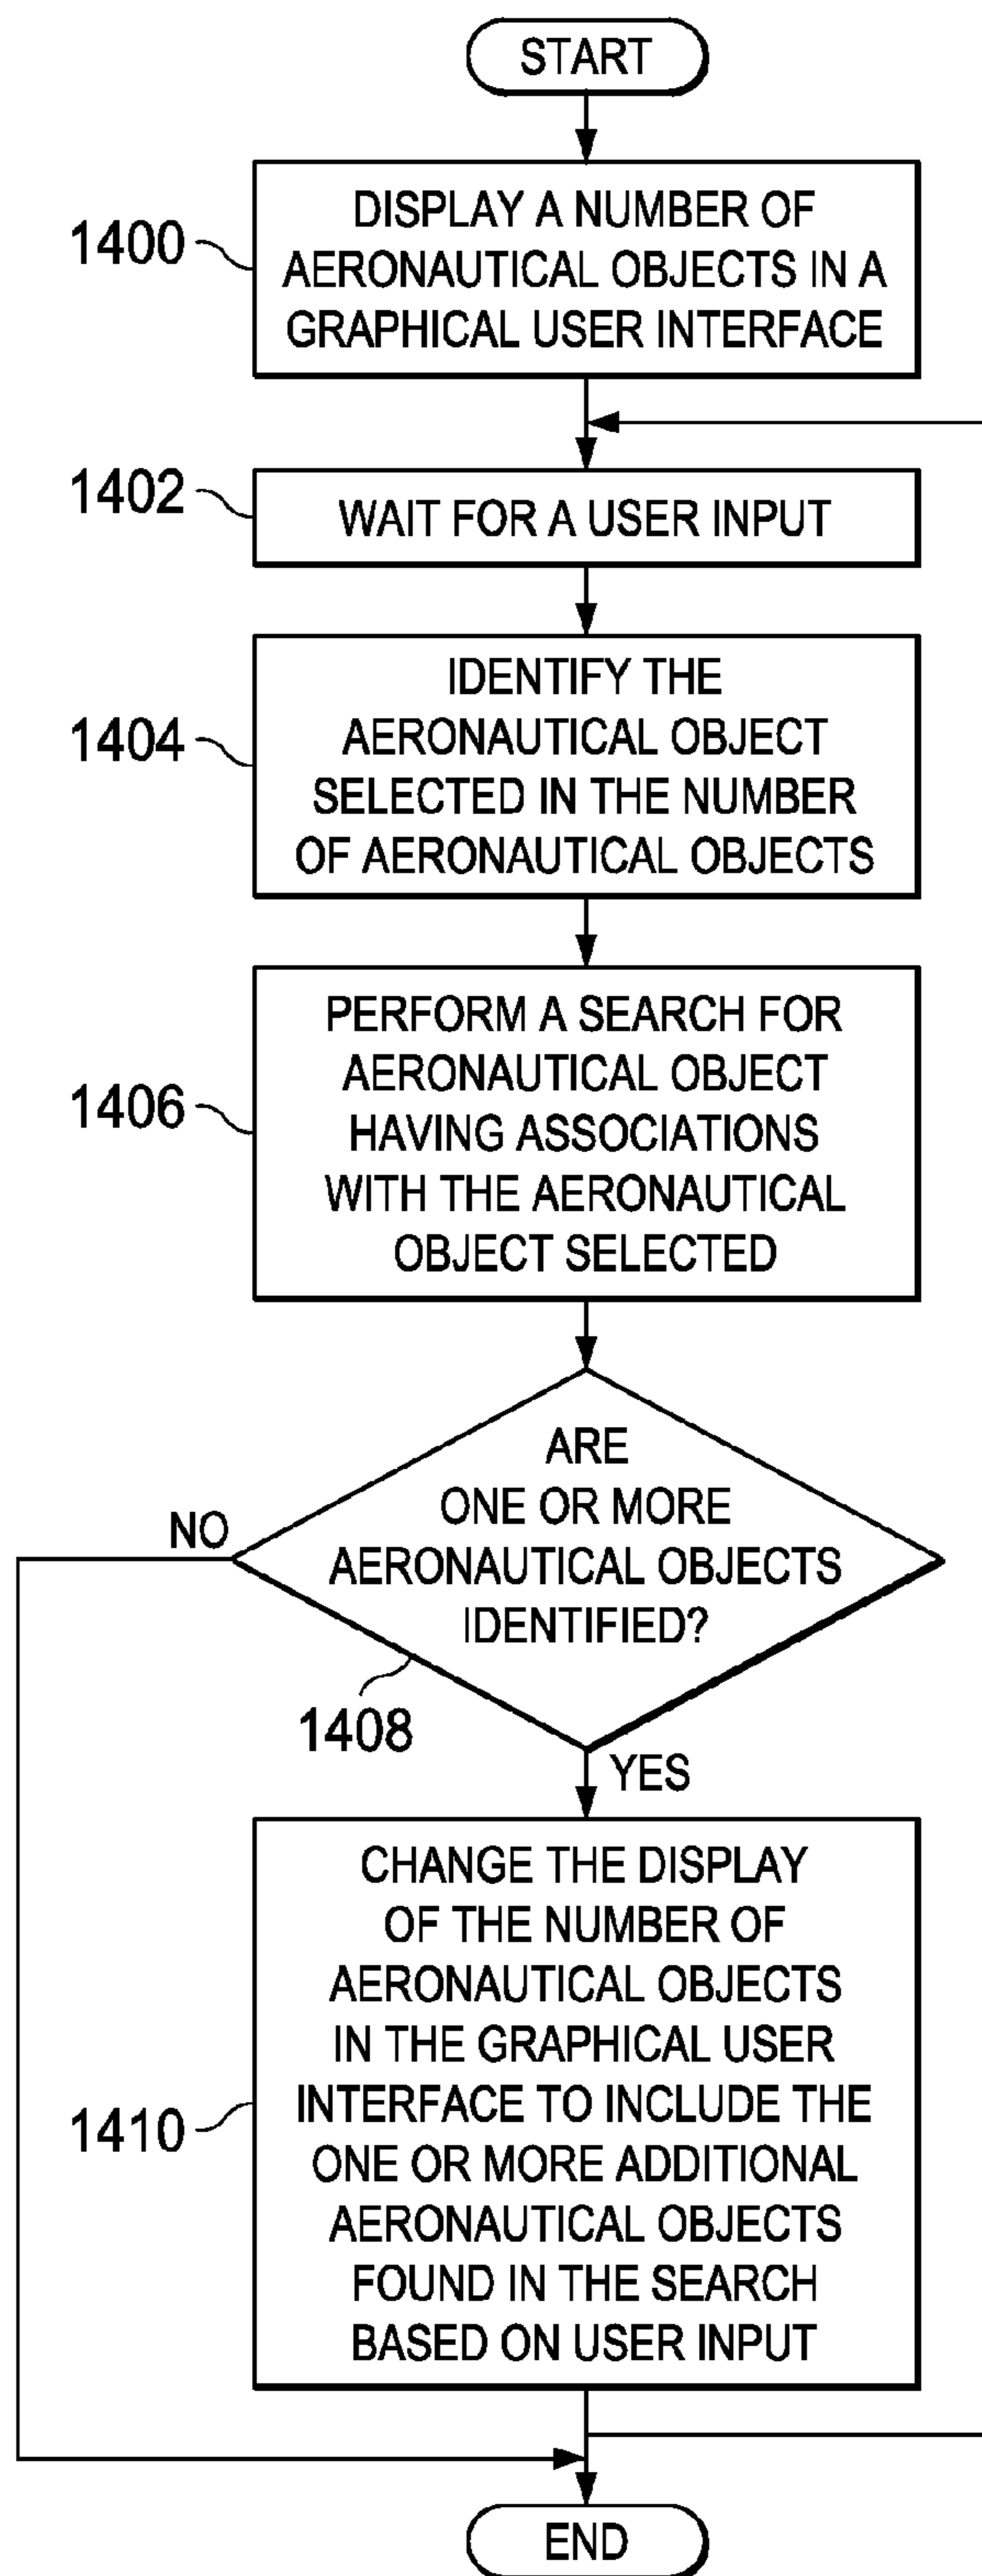 START
1400
DISPLAY A NUMBER OF
AERONAUTICAL OBJECTS IN A
GRAPHICAL USER INTERFACE
1402
WAIT FOR A USER INPUT
1404
IDENTIFY THE
AERONAUTICAL OBJECT
SELECTED IN THE NUMBER
OF AERONAUTICAL OBJECTS
1406
PERFORM A SEARCH FOR
AERONAUTICAL OBJECT
HAVING ASSOCIATIONS
WITH THE AERONAUTICAL
OBJECT SELECTED
NO
ARE
ONE OR MORE
AERONAUTICAL OBJECTS
IDENTIFIED?
1408
YES
1410
CHANGE THE DISPLAY
OF THE NUMBER OF
AERONAUTICAL OBJECTS
IN THE GRAPHICAL USER
INTERFACE TO INCLUDE THE
ONE OR MORE ADDITIONAL
AERONAUTICAL OBJECTS
FOUND IN THE SEARCH
BASED ON USER INPUT
END